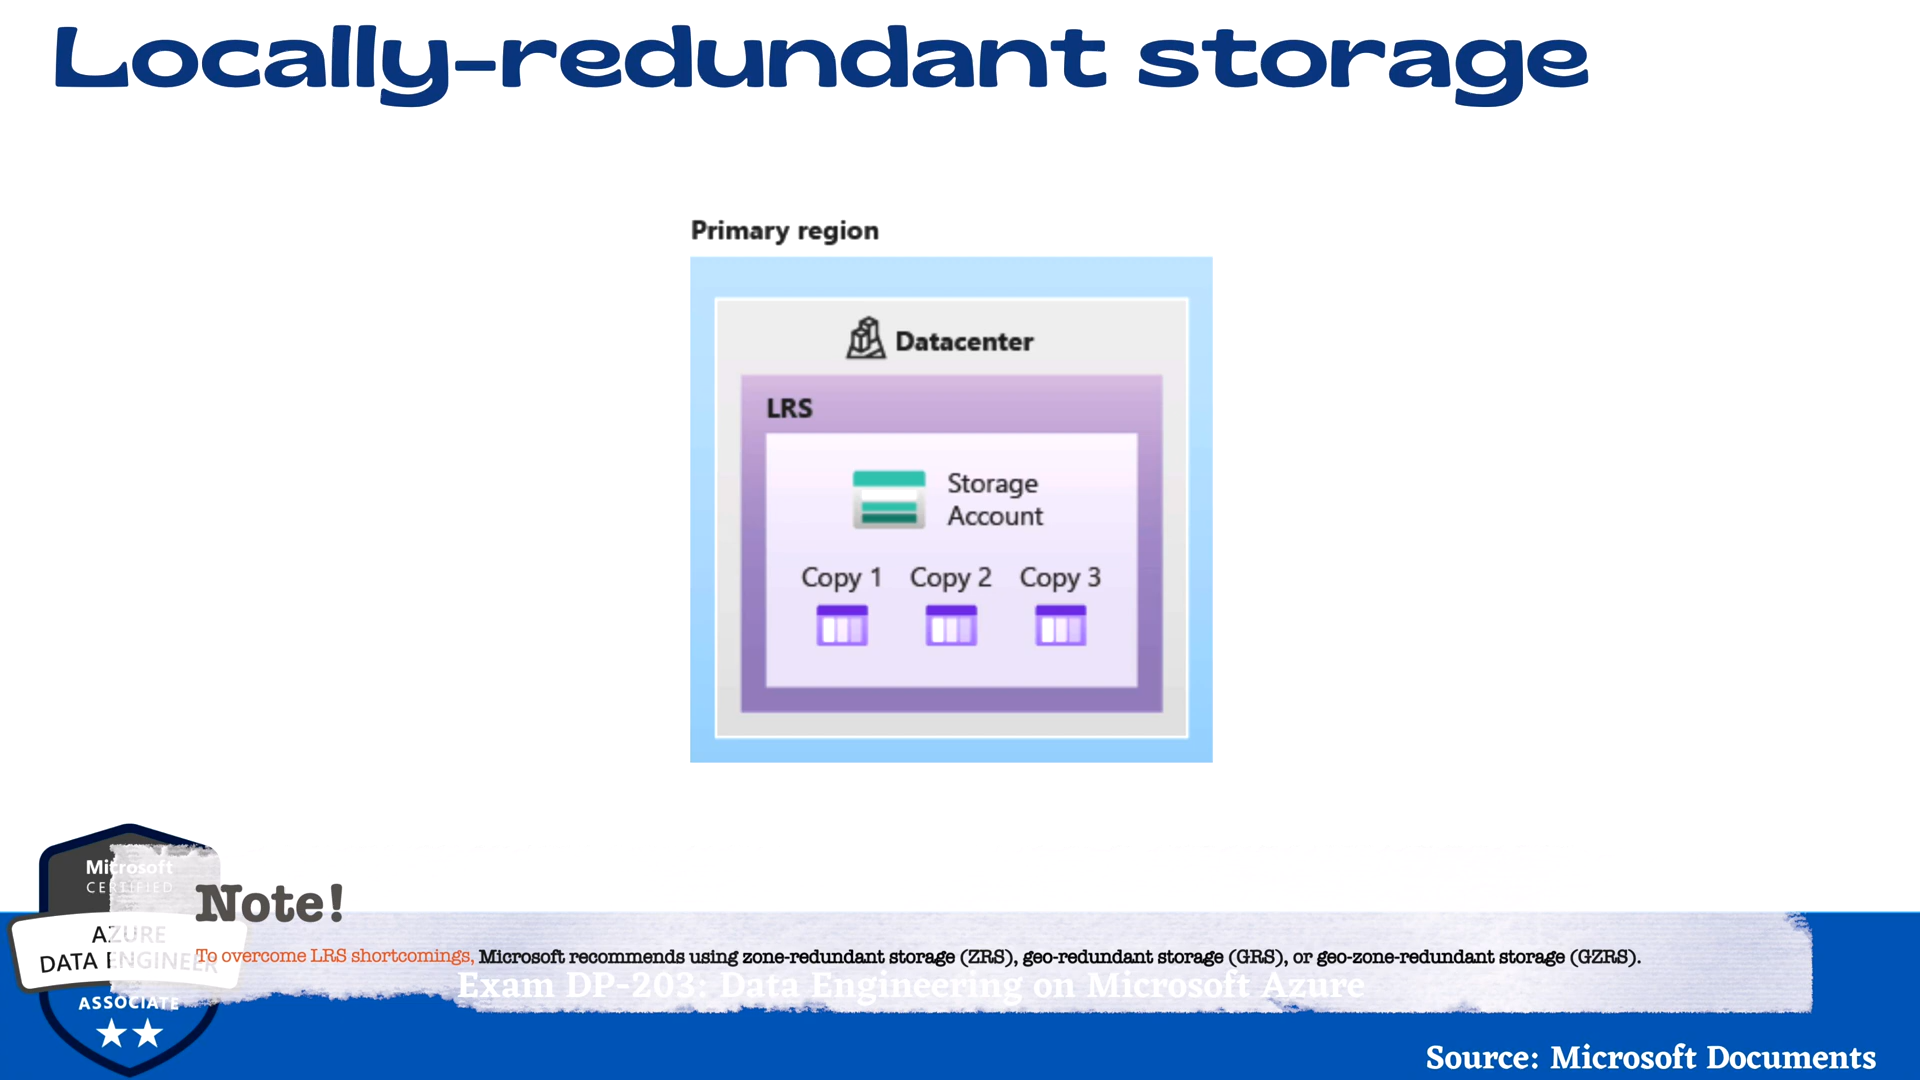 Locally-redundant storage
Primary region
Datacenter
LRS
Storage
Account
Copy 1 Copy 2 Copy 3
Microsoft
CERTIFIED
AZURE
DATA ENGINEER
ASSOCIATE
Note!
To overcome LRS shortcomings, Microsoft recommends using zone-redundant storage (ZRS), geo-redundant storage (GRS), or geo-zone-redundant storage (GZRS).
Exam DP-203: Data Engineering on Microsoft Azure
Source: Microsoft Documents